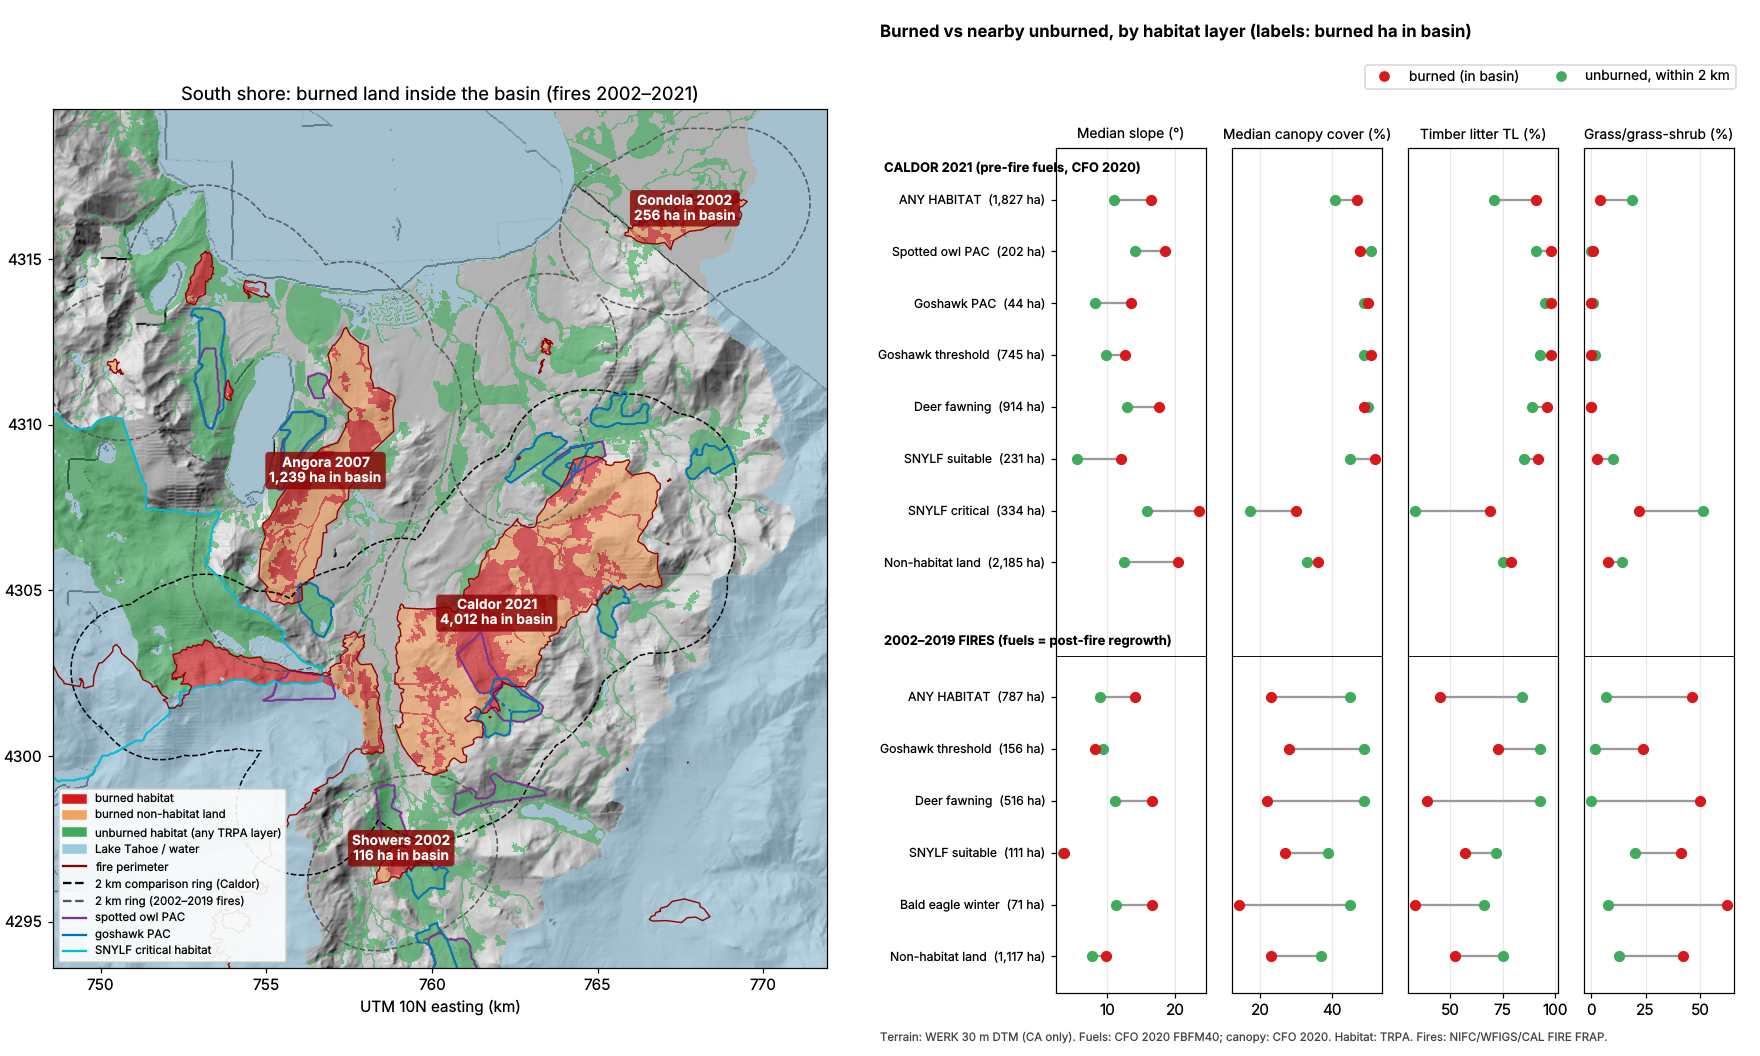 Burned vs nearby unburned, by habitat layer (labels: burned ha in basin)
burned (in basin)
unburned, within 2 km
South shore: burned land inside the basin (fires 2002–2021)
4315
4310
4305
4300
4295
750
755
760
765
770
UTM 10N easting (km)
Gondola 2002
256 ha in basin
Angora 2007
1,239 ha in basin
Caldor 2021
4,012 ha in basin
Showers 2002
116 ha in basin
burned habitat
burned non-habitat land
unburned habitat (any TRPA layer)
Lake Tahoe / water
fire perimeter
2 km comparison ring (Caldor)
2 km ring (2002–2019 fires)
spotted owl PAC
goshawk PAC
SNYLF critical habitat
Median slope (°)
Median canopy cover (%)
Timber litter TL (%)
Grass/grass-shrub (%)
CALDOR 2021 (pre-fire fuels, CFO 2020)
ANY HABITAT (1,827 ha)
Spotted owl PAC (202 ha)
Goshawk PAC (44 ha)
Goshawk threshold (745 ha)
Deer fawning (914 ha)
SNYLF suitable (231 ha)
SNYLF critical (334 ha)
Non-habitat land (2,185 ha)
2002–2019 FIRES (fuels = post-fire regrowth)
ANY HABITAT (787 ha)
Goshawk threshold (156 ha)
Deer fawning (516 ha)
SNYLF suitable (111 ha)
Bald eagle winter (71 ha)
Non-habitat land (1,117 ha)
10
20
20
40
50
75
100
0
25
50
Terrain: WERK 30 m DTM (CA only). Fuels: CFO 2020 FBFM40; canopy: CFO 2020. Habitat: TRPA. Fires: NIFC/WFIGS/CAL FIRE FRAP.